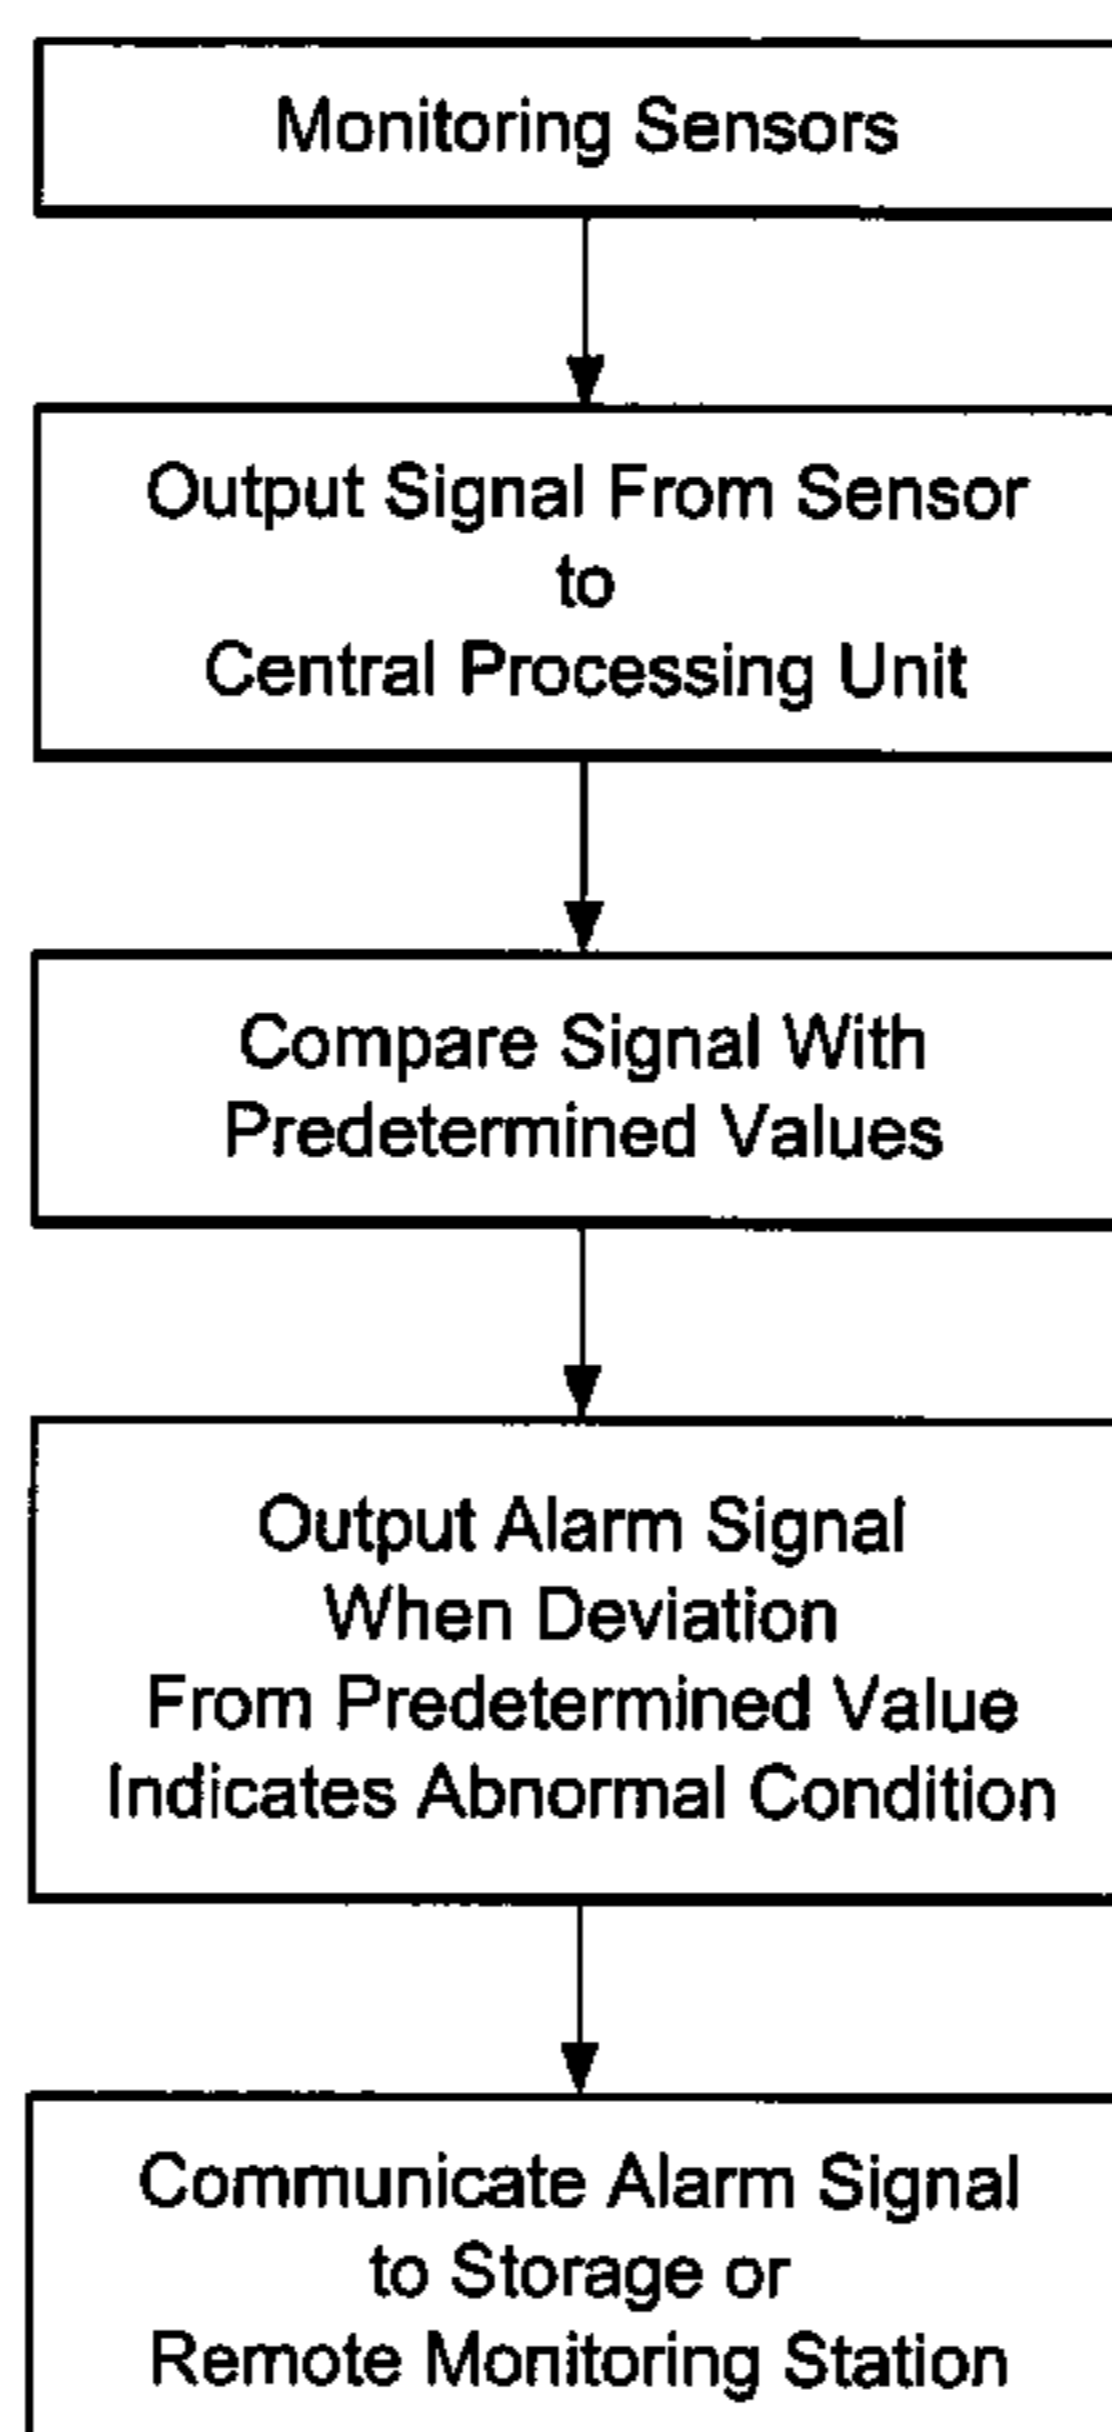 Monitoring Sensors
Output Signal From Sensor
to
Central Processing Unit
Compare Signal With
Predetermined Values
Output Alarm Signal
When Deviation
From Predetermined Value
Indicates Abnormal Condition
Communicate Alarm Signal
to Storage or
Remote Monitoring Station